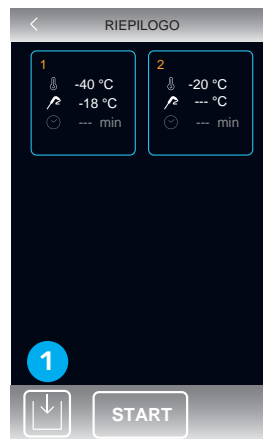 RIEPILOGO
1
-40 °C
-18 °C
--- min
2
-20 °C
--- °C
--- min
1
START